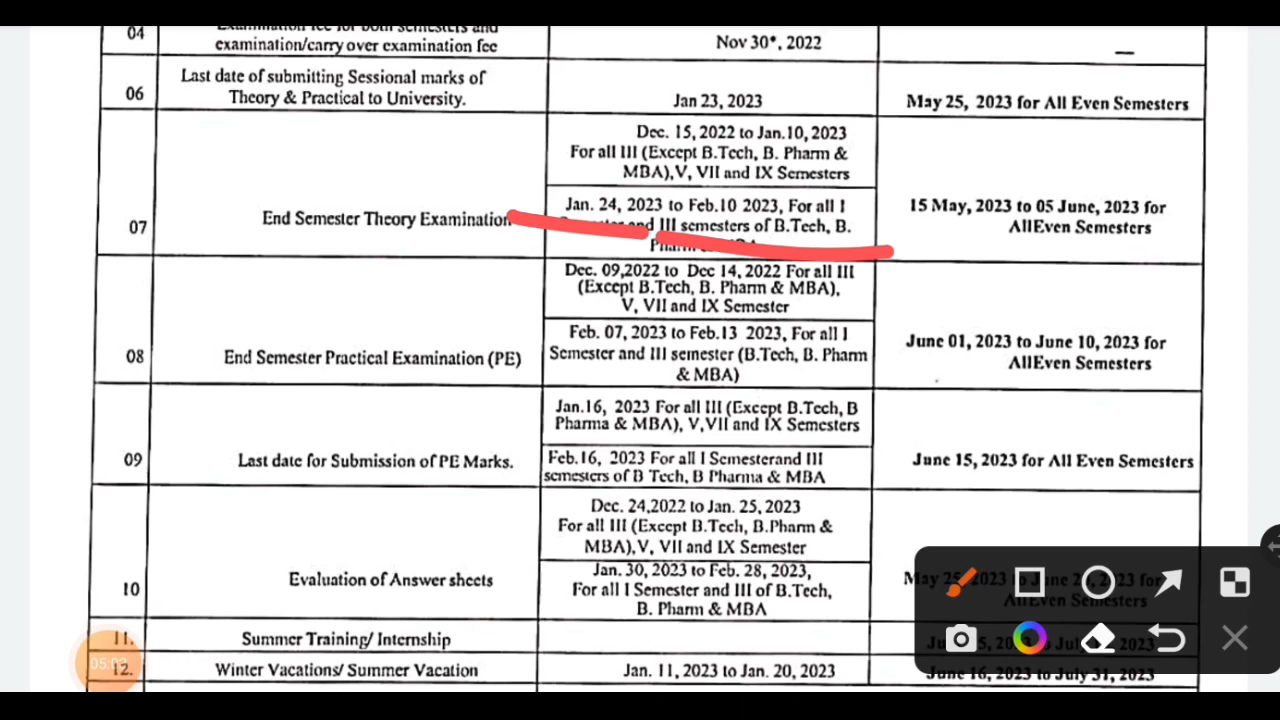 04
Examination fee for both semesters and
examination/carry over examination fee
Nov 30*, 2022
06
Last date of submitting Sessional marks of
Theory & Practical to University.
Jan 23, 2023
May 25, 2023 for All Even Semesters
07
End Semester Theory Examination
Dec. 15, 2022 to Jan.10, 2023
For all III (Except B.Tech, B. Pharm &
MBA),V, VII and IX Semesters
Jan. 24, 2023 to Feb.10 2023, For all I
and III semesters of B.Tech, B.
15 May, 2023 to 05 June, 2023 for
AllEven Semesters
08
End Semester Practical Examination (PE)
Dec. 09,2022 to Dec 14, 2022 For all III
(Except B.Tech, B. Pharm & MBA),
V, VII and IX Semester
Feb. 07, 2023 to Feb.13 2023, For all I
Semester and III semester (B.Tech, B. Pharm
& MBA)
June 01, 2023 to June 10, 2023 for
AllEven Semesters
09
Last date for Submission of PE Marks.
Jan.16, 2023 For all III (Except B.Tech, B
Pharma & MBA), V,VII and IX Semesters
Feb.16, 2023 For all I Semesterand III
semesters of B Tech, B Pharma & MBA
June 15, 2023 for All Even Semesters
10
Evaluation of Answer sheets
Dec. 24,2022 to Jan. 25, 2023
For all III (Except B.Tech, B.Pharm &
MBA),V, VII and IX Semester
Jan. 30, 2023 to Feb. 28, 2023,
For all I Semester and III of B.Tech,
B. Pharm & MBA
AllEven Semesters
11.
Summer Training/ Internship
12.
Winter Vacations/ Summer Vacation
Jan. 11, 2023 to Jan. 20, 2023
June 16, 2023 to July 31, 2023